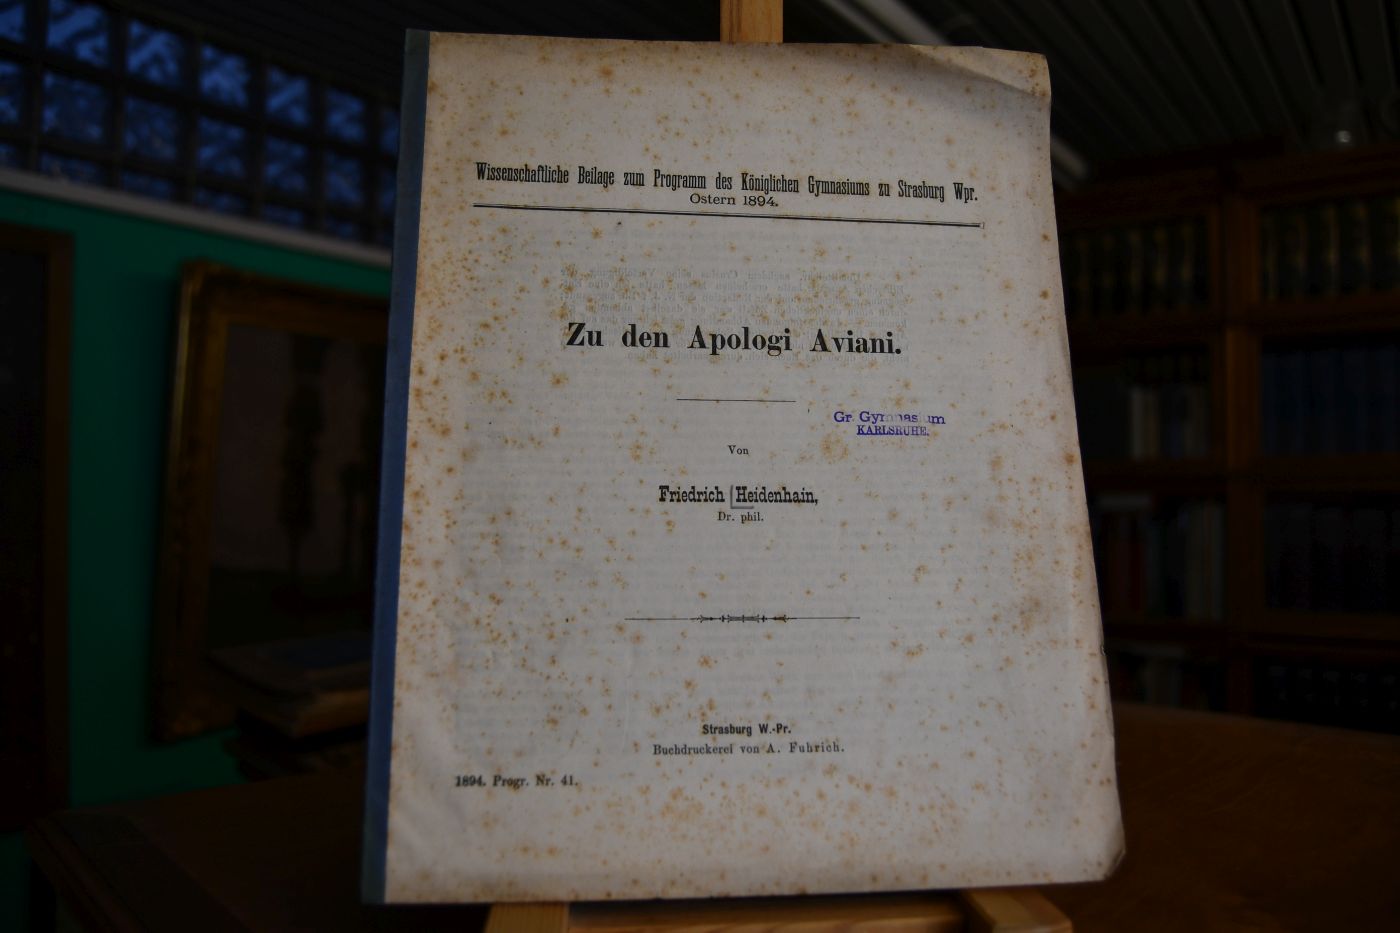 Wissenschaftliche Beilage zum Programm des Königlichen Gymnasiums zu Strasburg Wpr.
Ostern 1894.
Zu den Apologi Aviani.
Gr. Gymnasium
KARLSRUHE.
Von
Friedrich Heidenhain,
Dr. phil.
Strasburg W.-Pr.
Buchdruckerei von A. Fuhrich.
1894. Progr. Nr. 41.